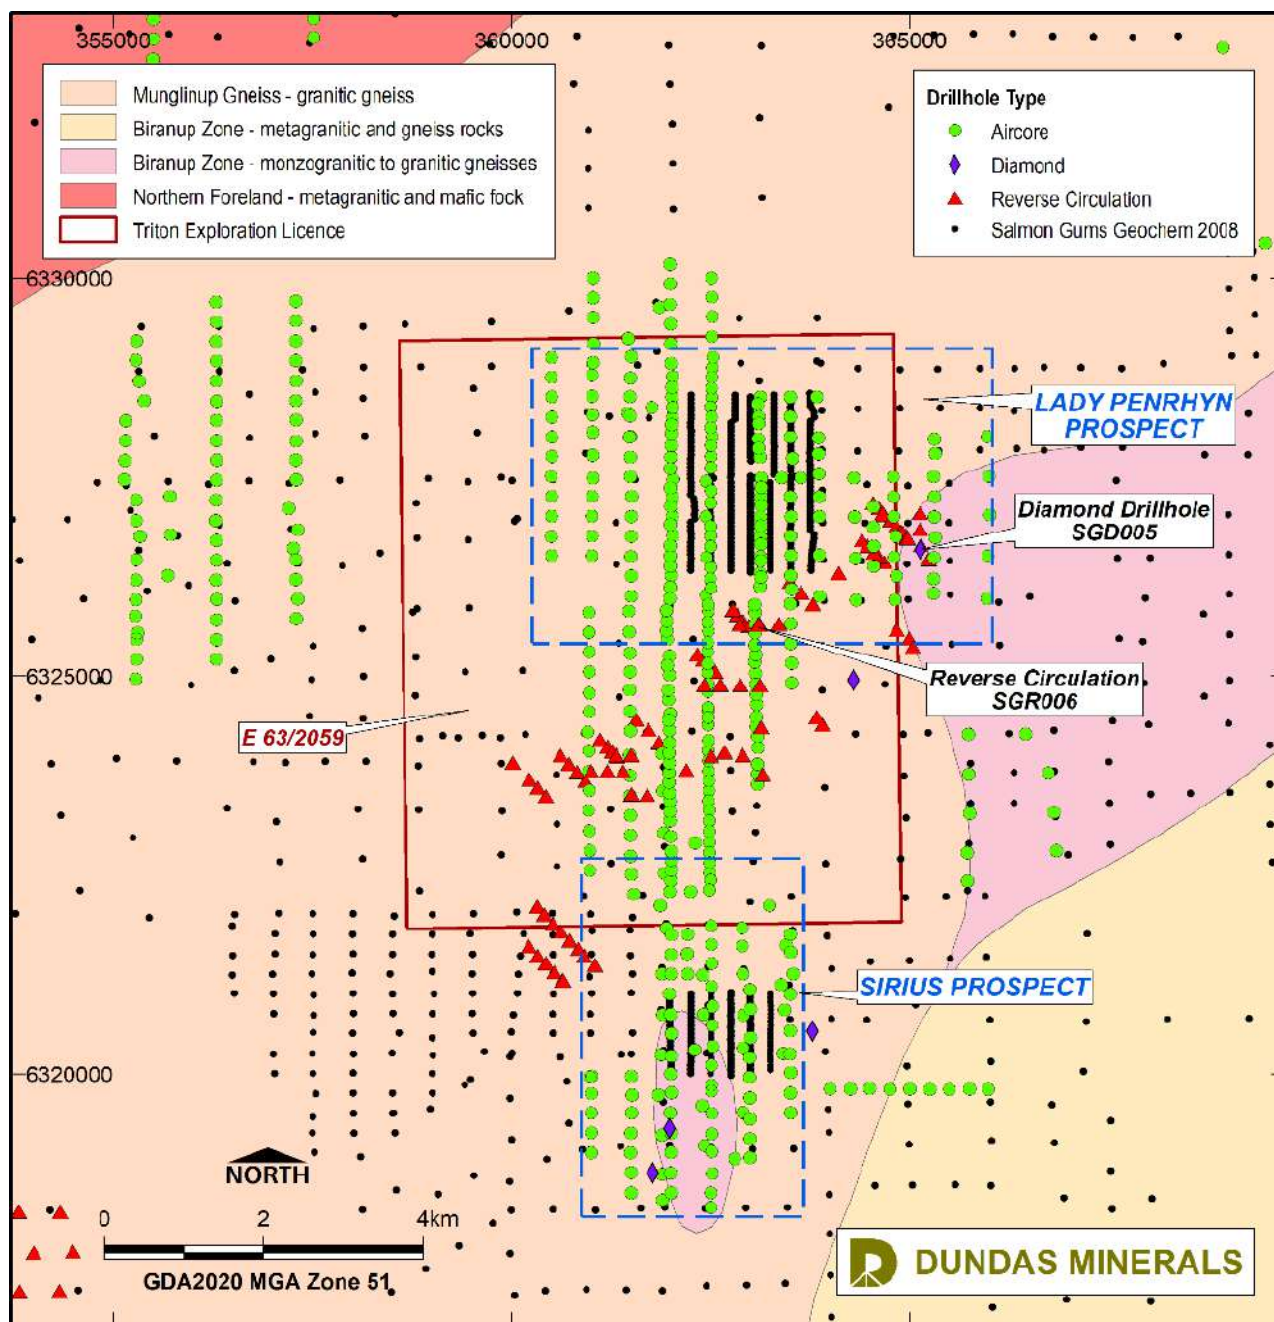 355000
360000
365000
Munglinup Gneiss - granitic gneiss
Biranup Zone - metagranitic and gneiss rocks
Biranup Zone - monzogranitic to granitic gneisses
Northern Foreland - metagranitic and mafic fock
Triton Exploration Licence
Drillhole Type
Aircore
Diamond
Reverse Circulation
Salmon Gums Geochem 2008
6330000
LADY PENRHYN
PROSPECT
Diamond Drillhole
SGD005
6325000
Reverse Circulation
SGR006
E 63/2059
SIRIUS PROSPECT
6320000
NORTH
0 2 4km
GDA2020 MGA Zone 51
DUNDAS MINERALS